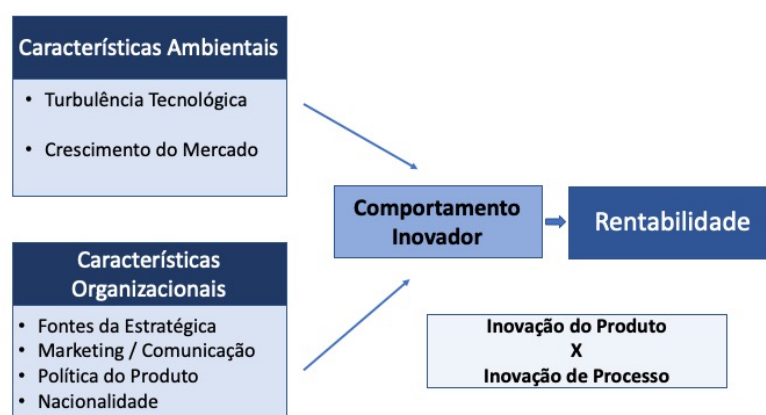 Características Ambientais
• Turbulência Tecnológica
• Crescimento do Mercado
Comportamento
Inovador
Rentabilidade
Características
Organizacionais
• Fontes da Estratégica
• Marketing / Comunicação
• Política do Produto
• Nacionalidade
Inovação do Produto
X
Inovação de Processo